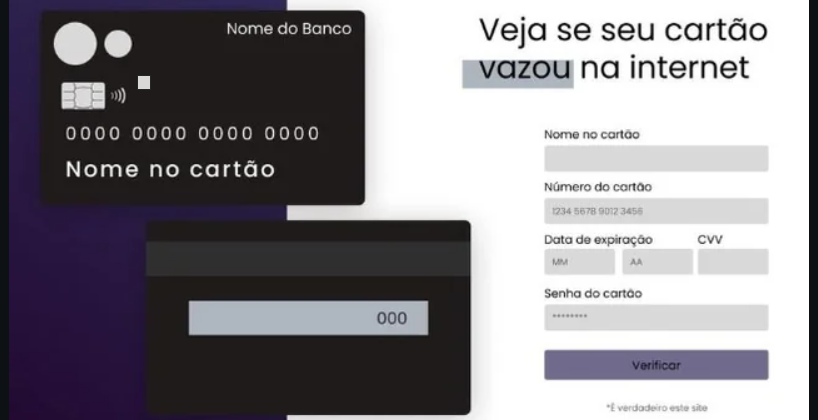 Nome do Banco
0000 0000 0000 0000
Nome no cartão
000
Veja se seu cartão
vazou na internet
Nome no cartão
Número do cartão
1234 5678 9012 3456
Data de expiração CVV
MM AA
Senha do cartão
********
Verificar
*É verdadeiro este site